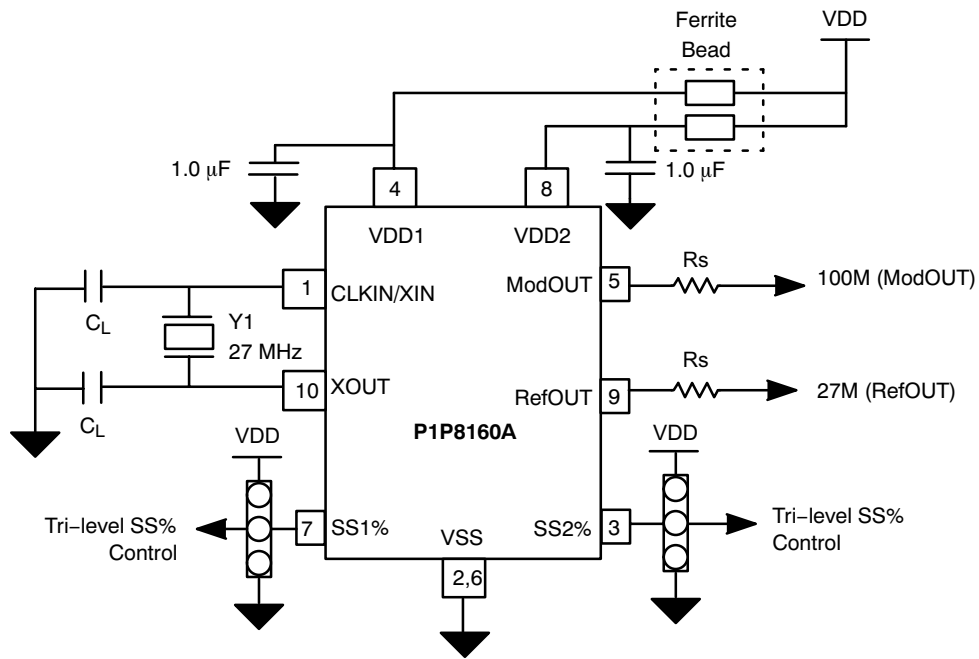 Ferrite
Bead
VDD
1.0 µF
4
8
1.0 µF
VDD1
VDD2
Rs
5
ModOUT
100M (ModOUT)
1
CLKIN/XIN
CL
Y1
27 MHz
Rs
10
XOUT
RefOUT
9
27M (RefOUT)
CL
P1P8160A
VDD
VDD
Tri–level SS%
Control
7
SS1%
VSS
SS2%
3
Tri–level SS%
Control
2,6